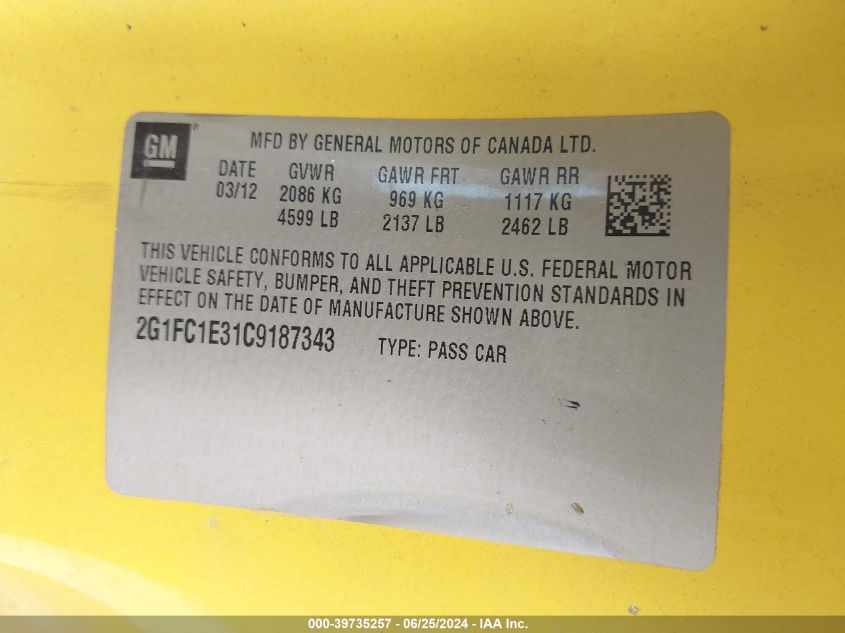 GM
MFD BY GENERAL MOTORS OF CANADA LTD.
DATE GVWR GAWR FRT GAWR RR
03/12 2086 KG 969 KG 1117 KG
4599 LB 2137 LB 2462 LB
THIS VEHICLE CONFORMS TO ALL APPLICABLE U.S. FEDERAL MOTOR
VEHICLE SAFETY, BUMPER, AND THEFT PREVENTION STANDARDS IN
EFFECT ON THE DATE OF MANUFACTURE SHOWN ABOVE.
2G1FC1E31C9187343 TYPE: PASS CAR
000-39735257 - 06/25/2024 - IAA Inc.